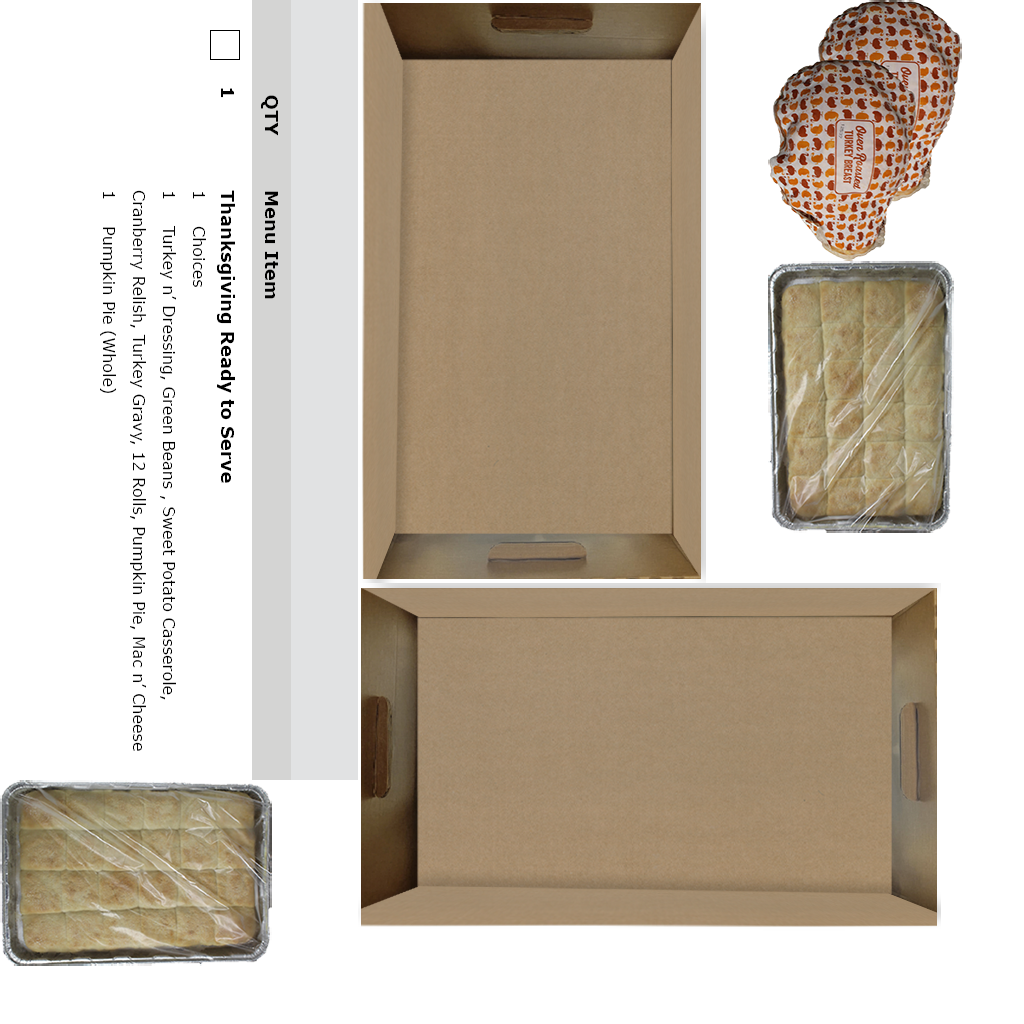 QTY Menu Item
1 Thanksgiving Ready to Serve
1 Choices
1 Turkey n’ Dressing, Green Beans , Sweet Potato Casserole,
Cranberry Relish, Turkey Gravy, 12 Rolls, Pumpkin Pie, Mac n’ Cheese
1 Pumpkin Pie (Whole)
Oven
Oven Roasted
TURKEY BREAST